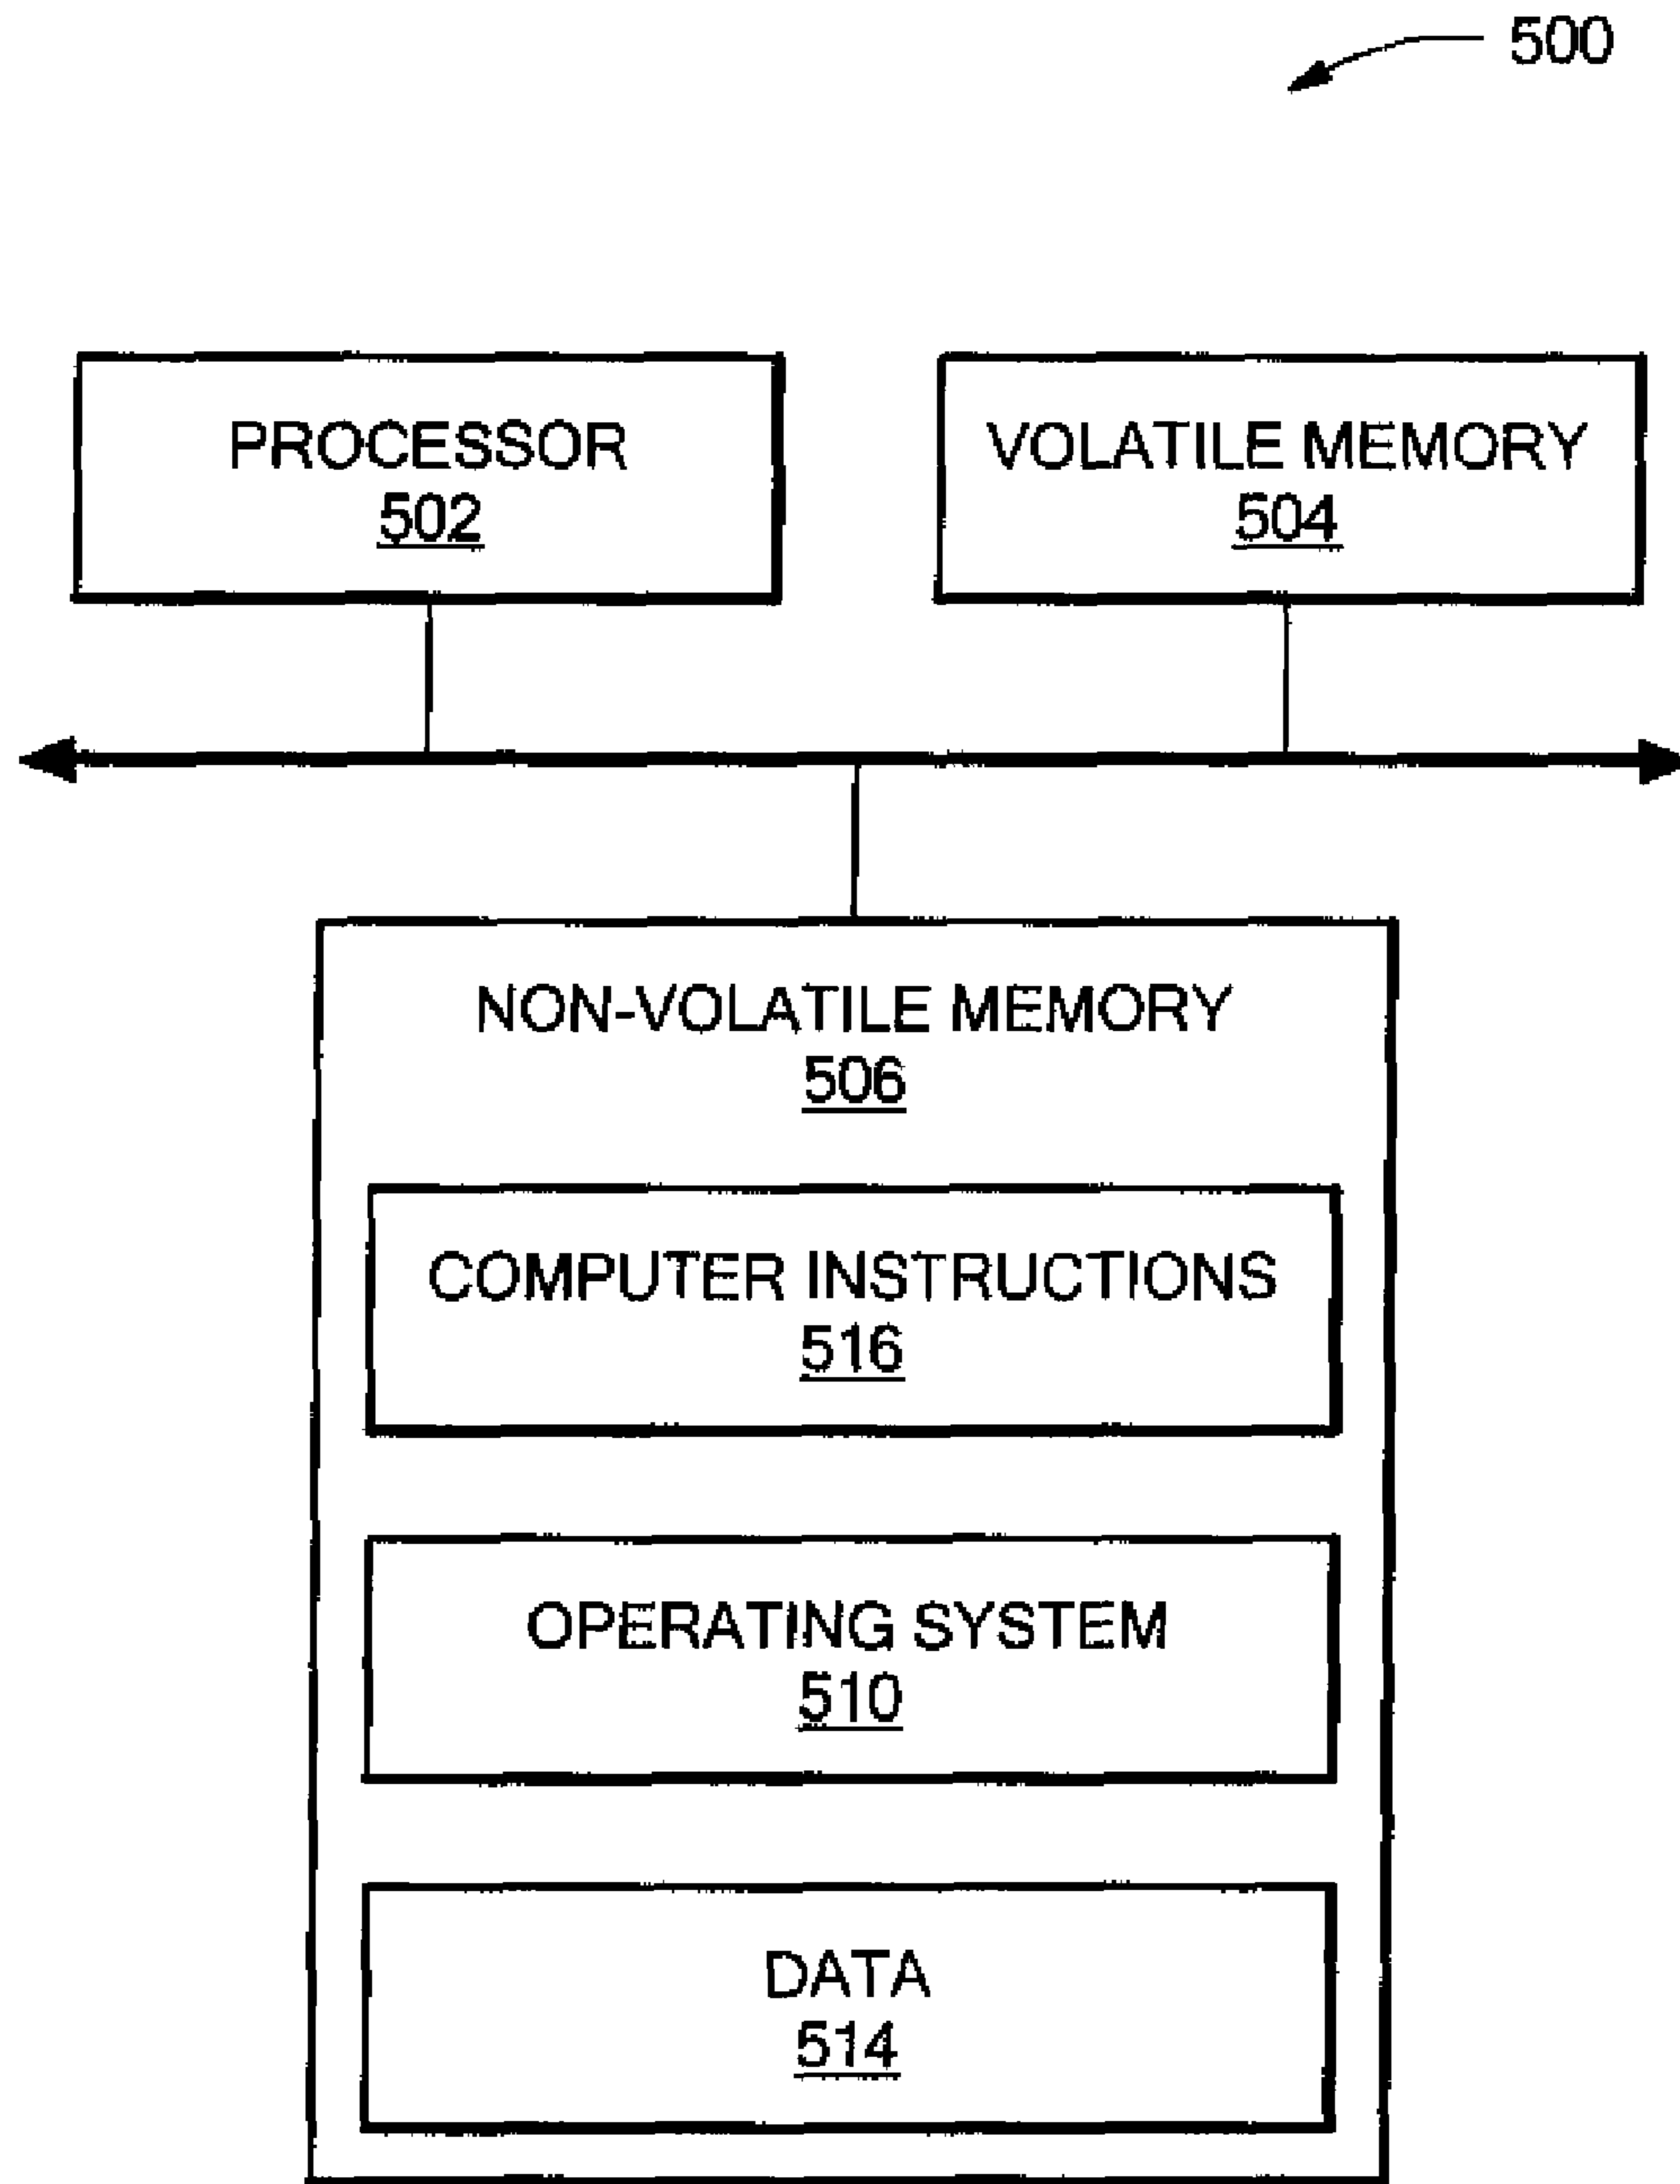 500
PROCESSOR
502
VOLATILE MEMORY
504
NON-VOLATILE MEMORY
506
COMPUTER INSTRUCTIONS
516
OPERATING SYSTEM
510
DATA
514